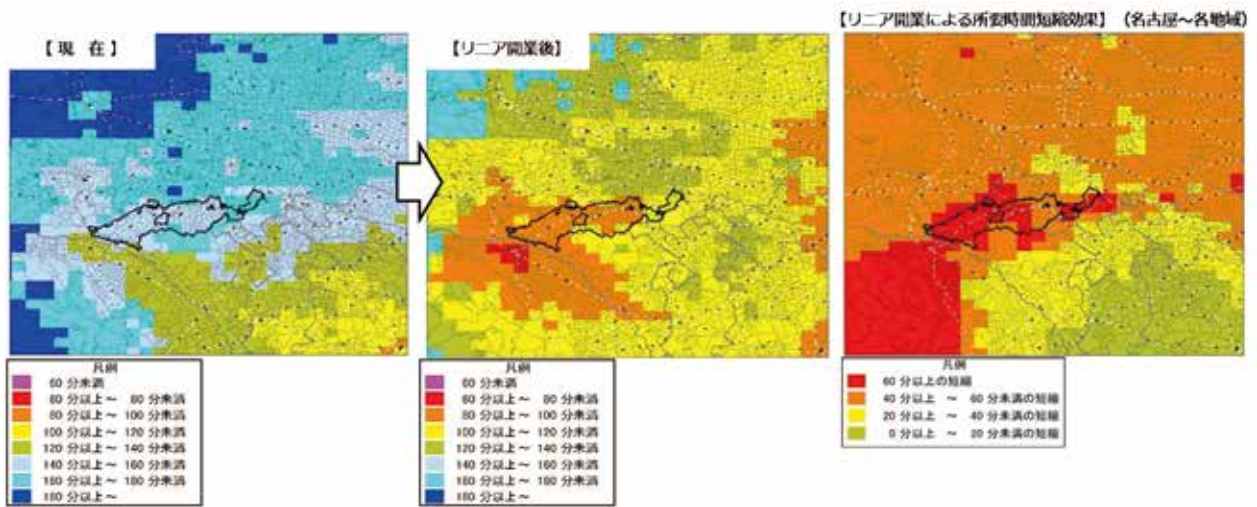 【現 在】
【リニア開業後】
【リニア開業による所要時間短縮効果】 (名古屋～各地域)
凡例
60 分未満
60 分以上～ 80 分未満
80 分以上～ 100 分未満
100 分以上～ 120 分未満
120 分以上～ 140 分未満
140 分以上～ 160 分未満
160 分以上～ 180 分未満
180 分以上～
凡例
60 分未満
60 分以上～ 80 分未満
80 分以上～ 100 分未満
100 分以上～ 120 分未満
120 分以上～ 140 分未満
140 分以上～ 160 分未満
160 分以上～ 180 分未満
180 分以上～
凡例
60 分以上の短縮
40 分以上 ～ 60 分未満の短縮
20 分以上 ～ 40 分未満の短縮
0 分以上 ～ 20 分未満の短縮